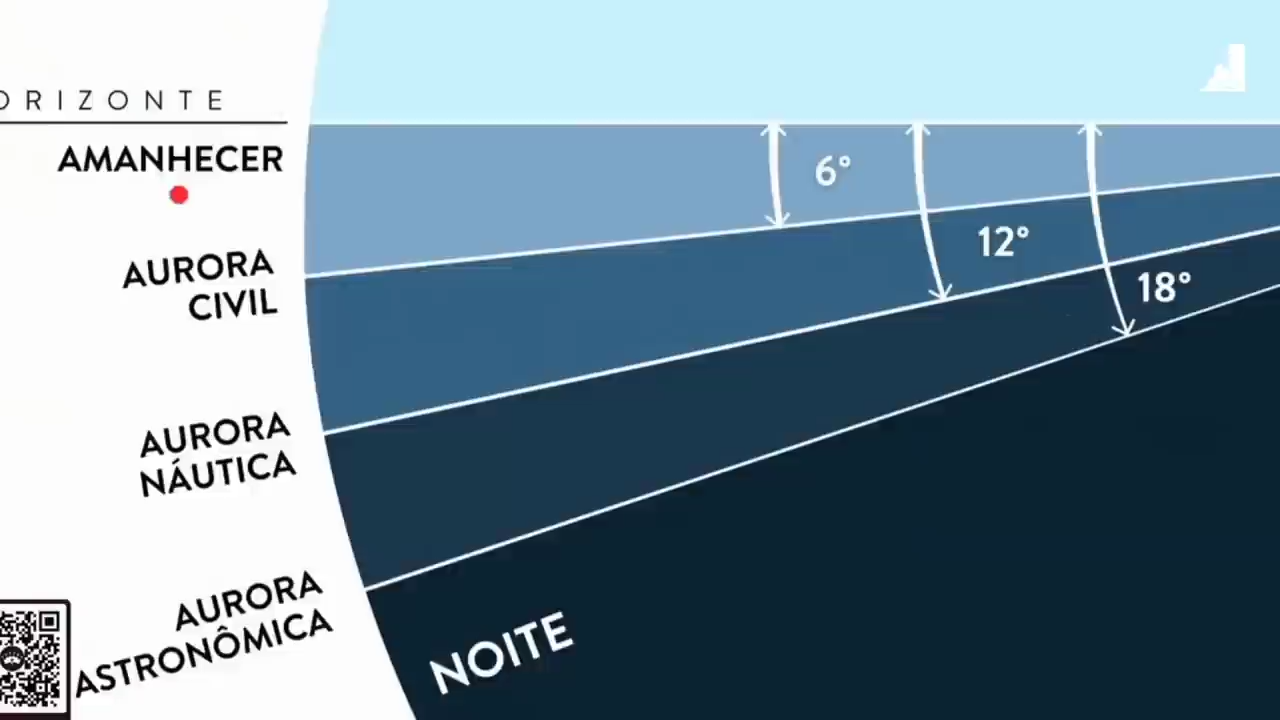 ORIZONTE
AMANHECER
6°
AURORA
CIVIL
12°
18°
AURORA
NÁUTICA
AURORA
ASTRONÔMICA
NOITE